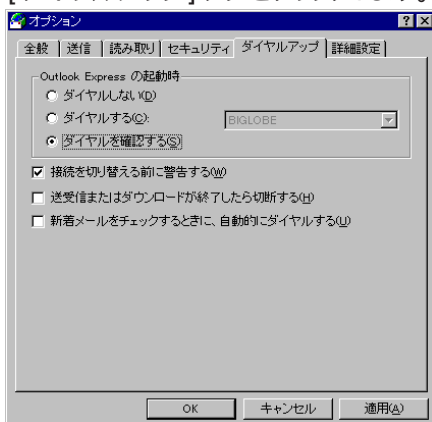 オプション
全般 送信 読み取り セキュリティ ダイヤルアップ 詳細設定
Outlook Express の起動時
ダイヤルしない(D)
ダイヤルする(C): BIGLOBE
ダイヤルを確認する(S)
接続を切り替える前に警告する(W)
送受信またはダウンロードが終了したら切断する(H)
新着メールをチェックするときに、自動的にダイヤルする(U)
OK キャンセル 適用(A)